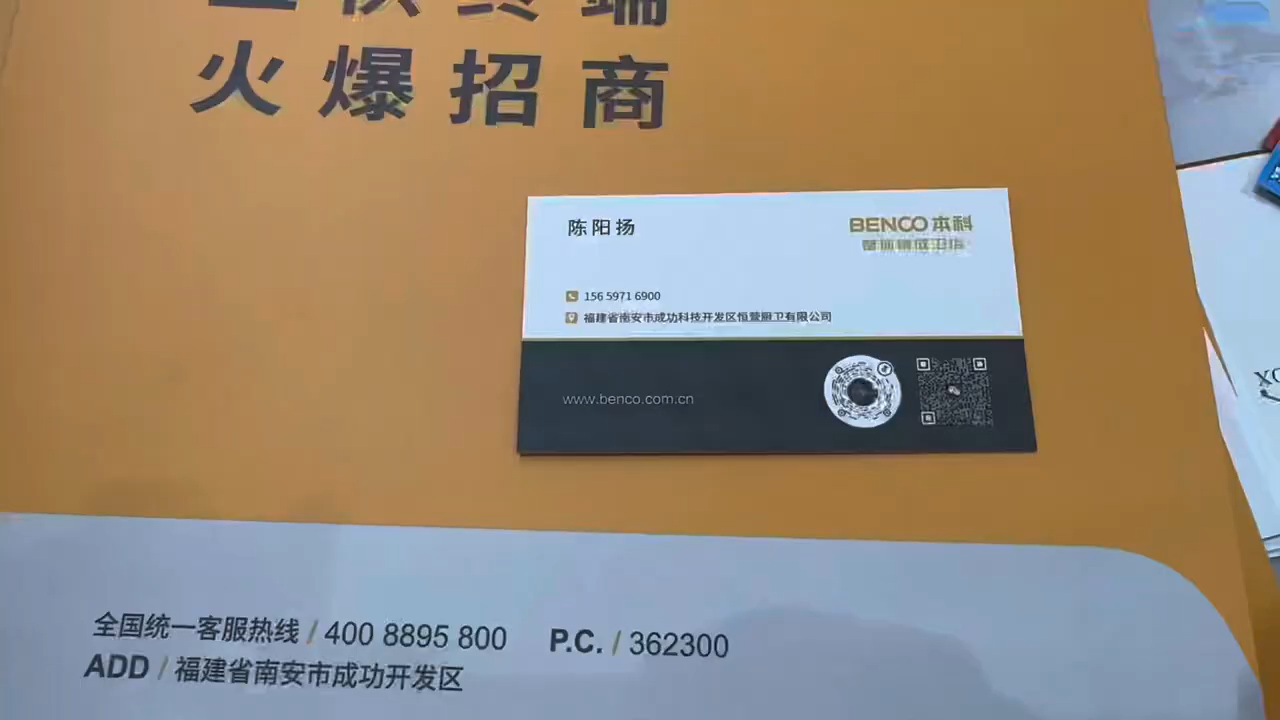 火爆招商
陈阳扬
BENCO本科
156 5971 6900
福建省南安市成功科技开发区恒萱厨卫有限公司
www.benco.com.cn
全国统一客服热线 / 400 8895 800 P.C. / 362300
ADD / 福建省南安市成功开发区